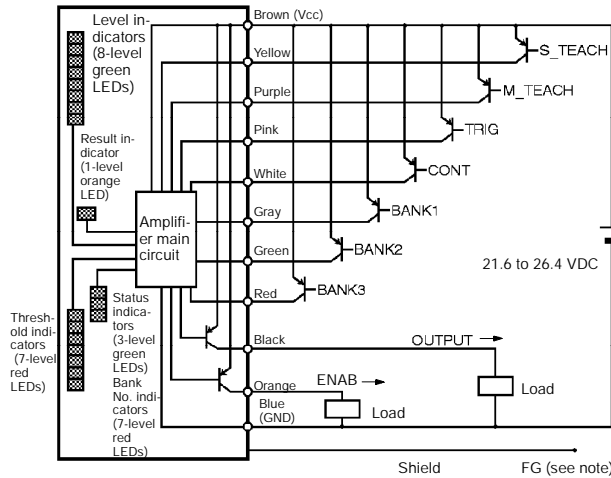 Level in-
dicators
(8-level
green
LEDs)
Result in-
dicator
(1-level
orange
LED)
Amplifi-
er main
circuit
Thresh-
old indi-
cators
(7-level
red
LEDs)
Status
indica-
tors
(3-level
green
LEDs)
Bank
No. indi-
cators
(7-level
red
LEDs)
Brown (Vcc)
Yellow
Purple
Pink
White
Gray
Green
Red
Black
Orange
Blue
(GND)
S_TEACH
M_TEACH
TRIG
CONT
BANK1
BANK2
BANK3
21.6 to 26.4 VDC
OUTPUT
ENAB
Load
Load
Shield
FG (see note)